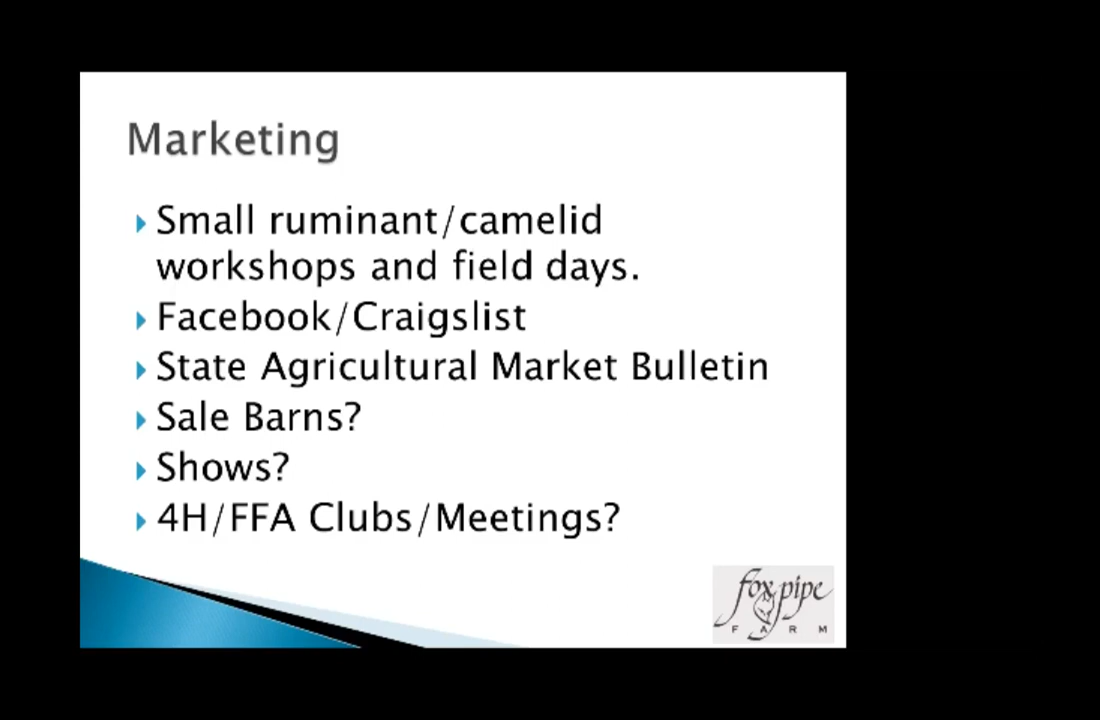 Marketing
Small ruminant/camelid
workshops and field days.
Facebook/Craigslist
State Agricultural Market Bulletin
Sale Barns?
Shows?
4H/FFA Clubs/Meetings?
fox pipe
FARM